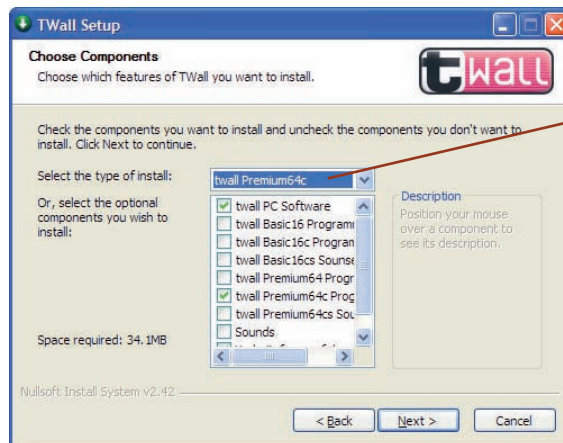 TWall Setup
Choose Components
Choose which features of TWall you want to install.
twall
Check the components you want to install and uncheck the components you don't want to
install. Click Next to continue.
Select the type of install:
twall Premium64c
Or, select the optional
components you wish to
install:
twall PC Software
twall Basic16 Programm
twall Basic16c Program
twall Basic16cs Sounse
twall Premium64 Progr
twall Premium64c Prog
twall Premium64cs Sou
Sounds
Description
Position your mouse
over a component to
see its description.
Space required: 34.1MB
Nullsoft Install System v2.42
< Back
Next >
Cancel